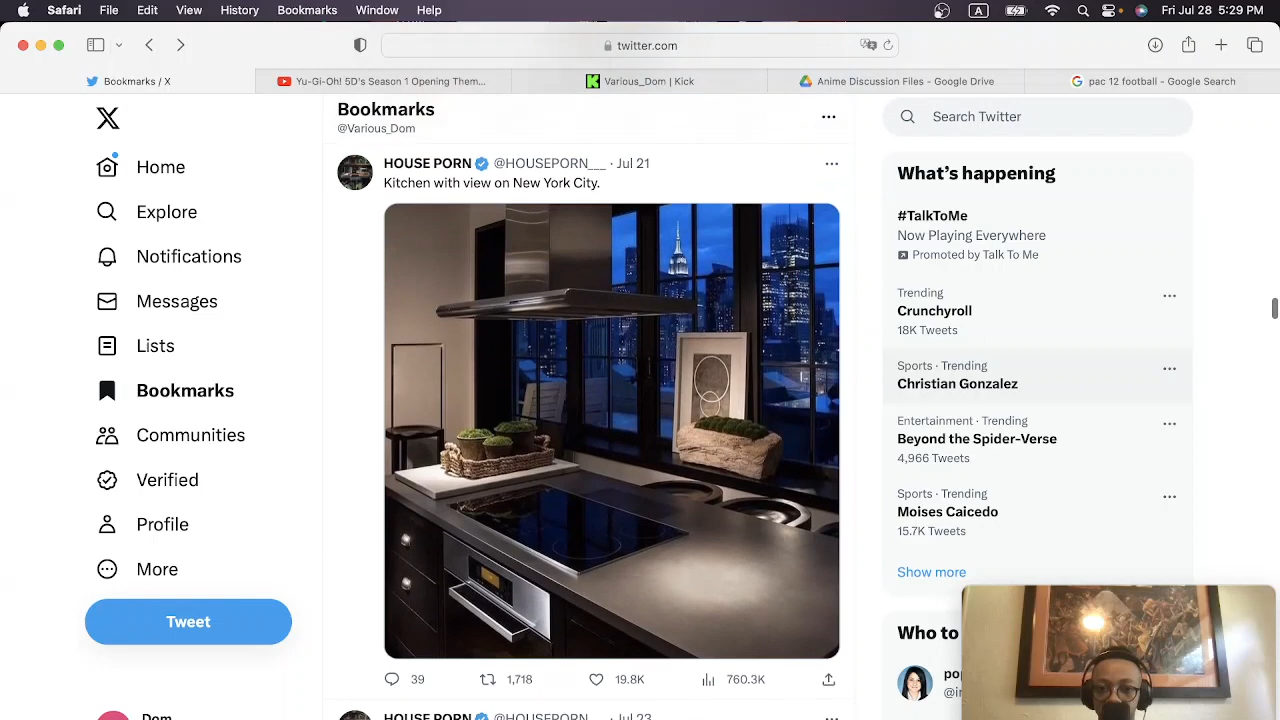 Safari File Edit View History Bookmarks Window Help
A
Fri Jul 28 5:29 PM
twitter.com
Bookmarks / X
Yu-Gi-Oh! 5D's Season 1 Opening Them...
Various_Dom | Kick
Anime Discussion Files - Google Drive
pac 12 football - Google Search
Home
Explore
Notifications
Messages
Lists
Bookmarks
Communities
Verified
Profile
More
Tweet
Dom
Bookmarks
@Various_Dom
HOUSE PORN @HOUSEPORN___ · Jul 21
Kitchen with view on New York City.
39 1,718 19.8K 760.3K
HOUSE PORN @HOUSEPORN___ · Jul 23
Search Twitter
What's happening
#TalkToMe
Now Playing Everywhere
Promoted by Talk To Me
Trending
Crunchyroll
18K Tweets
Sports · Trending
Christian Gonzalez
Entertainment · Trending
Beyond the Spider-Verse
4,966 Tweets
Sports · Trending
Moises Caicedo
15.7K Tweets
Show more
Who to